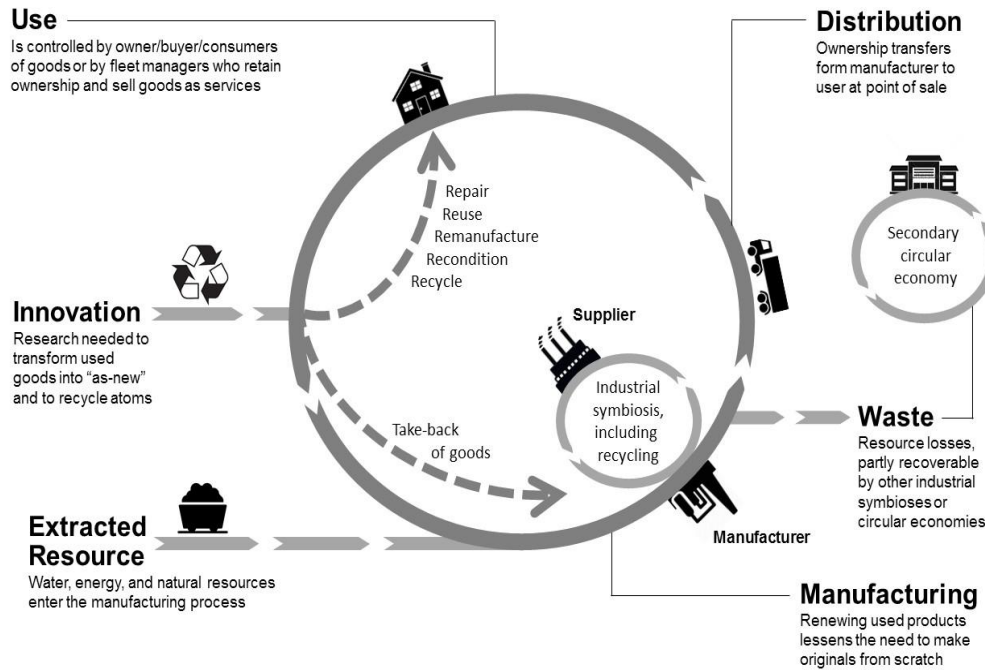 Use
Is controlled by owner/buyer/consumers
of goods or by fleet managers who retain
ownership and sell goods as services
Distribution
Ownership transfers
form manufacturer to
user at point of sale
Repair
Reuse
Remanufacture
Recondition
Recycle
Secondary
circular
economy
Innovation
Research needed to
transform used
goods into “as-new”
and to recycle atoms
Supplier
Industrial
symbiosis,
including
recycling
Take-back
of goods
Waste
Resource losses,
partly recoverable
by other industrial
symbioses or
circular economies
Extracted
Resource
Water, energy, and natural resources
enter the manufacturing process
Manufacturer
Manufacturing
Renewing used products
lessens the need to make
originals from scratch